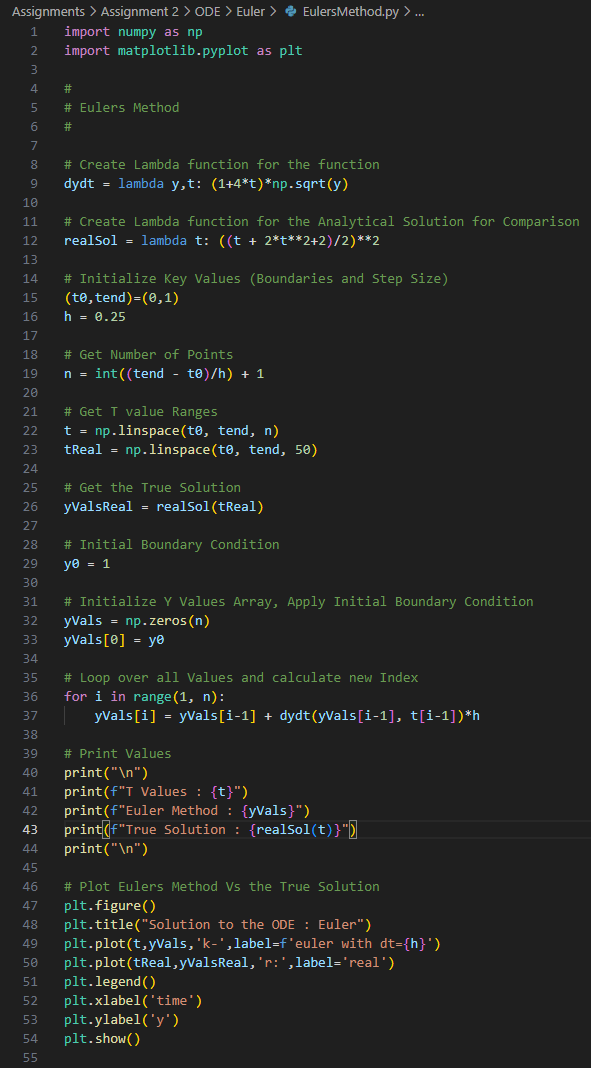 Assignments > Assignment 2 > ODE > Euler > EulersMethod.py > ...
1 import numpy as np
2 import matplotlib.pyplot as plt
3
4 #
5 # Eulers Method
6 #
7
8 # Create Lambda function for the function
9 dydt = lambda y,t: (1+4*t)*np.sqrt(y)
10
11 # Create Lambda function for the Analytical Solution for Comparison
12 realSol = lambda t: ((t + 2*t**2+2)/2)**2
13
14 # Initialize Key Values (Boundaries and Step Size)
15 (t0,tend)=(0,1)
16 h = 0.25
17
18 # Get Number of Points
19 n = int((tend - t0)/h) + 1
20
21 # Get T value Ranges
22 t = np.linspace(t0, tend, n)
23 tReal = np.linspace(t0, tend, 50)
24
25 # Get the True Solution
26 yValsReal = realSol(tReal)
27
28 # Initial Boundary Condition
29 y0 = 1
30
31 # Initialize Y Values Array, Apply Initial Boundary Condition
32 yVals = np.zeros(n)
33 yVals[0] = y0
34
35 # Loop over all Values and calculate new Index
36 for i in range(1, n):
37     yVals[i] = yVals[i-1] + dydt(yVals[i-1], t[i-1])*h
38
39 # Print Values
40 print("\n")
41 print(f"T Values : {t}")
42 print(f"Euler Method : {yVals}")
43 print(f"True Solution : {realSol(t)}")
44 print("\n")
45
46 # Plot Eulers Method Vs the True Solution
47 plt.figure()
48 plt.title("Solution to the ODE : Euler")
49 plt.plot(t,yVals,'k-',label=f'euler with dt={h}')
50 plt.plot(tReal,yValsReal,'r:',label='real')
51 plt.legend()
52 plt.xlabel('time')
53 plt.ylabel('y')
54 plt.show()
55